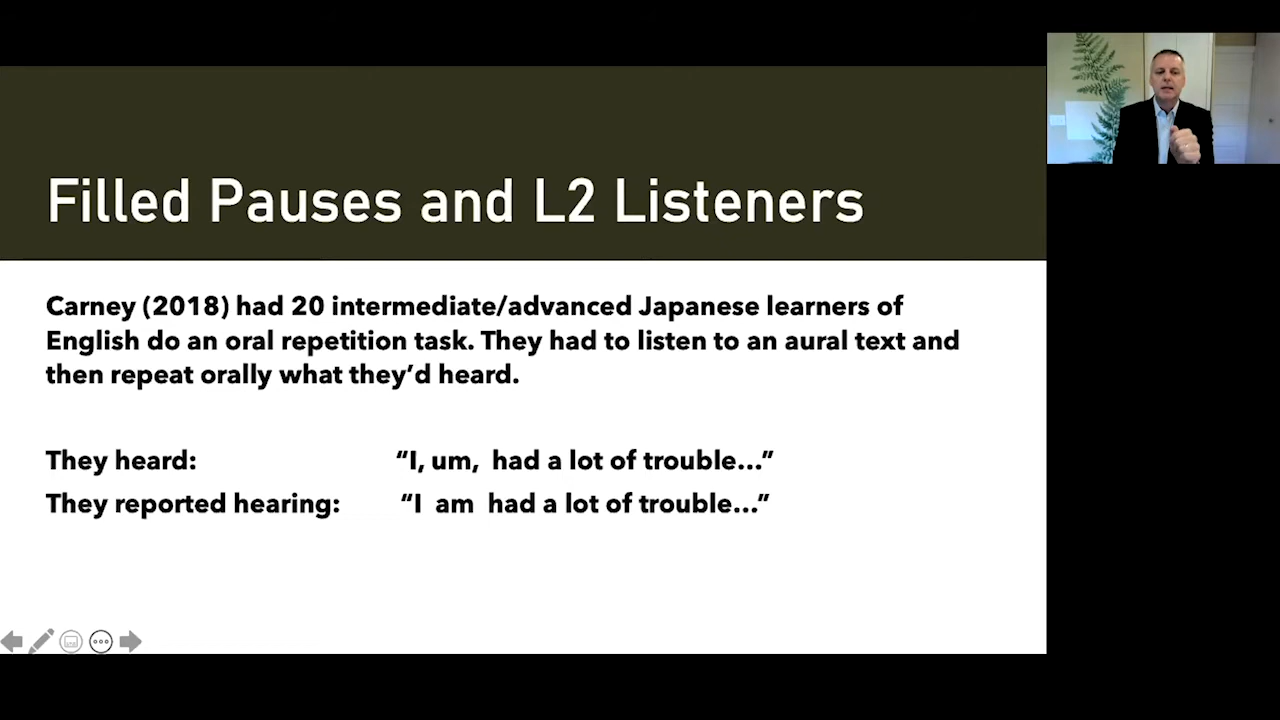 Filled Pauses and L2 Listeners
Carney (2018) had 20 intermediate/advanced Japanese learners of
English do an oral repetition task. They had to listen to an aural text and
then repeat orally what they’d heard.
They heard: “I, um, had a lot of trouble…”
They reported hearing: “I am had a lot of trouble…”